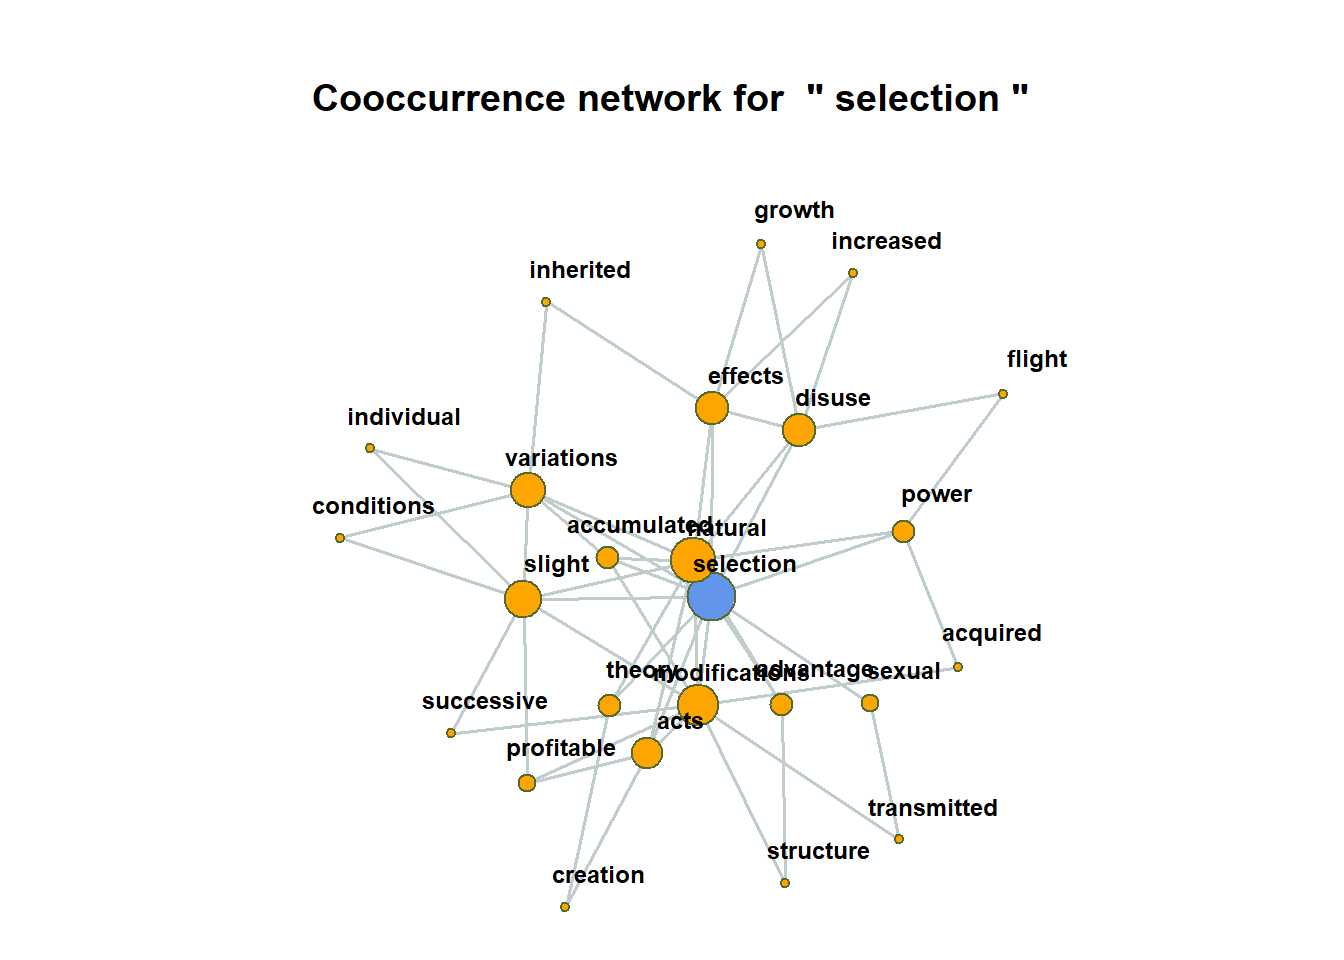 Cooccurrence network for " selection "
growth
increased
inherited
flight
effects
disuse
individual
variations
power
conditions
accumulated
natural
slight
selection
acquired
theory
modifications
advantage
sexual
successive
acts
profitable
transmitted
structure
creation